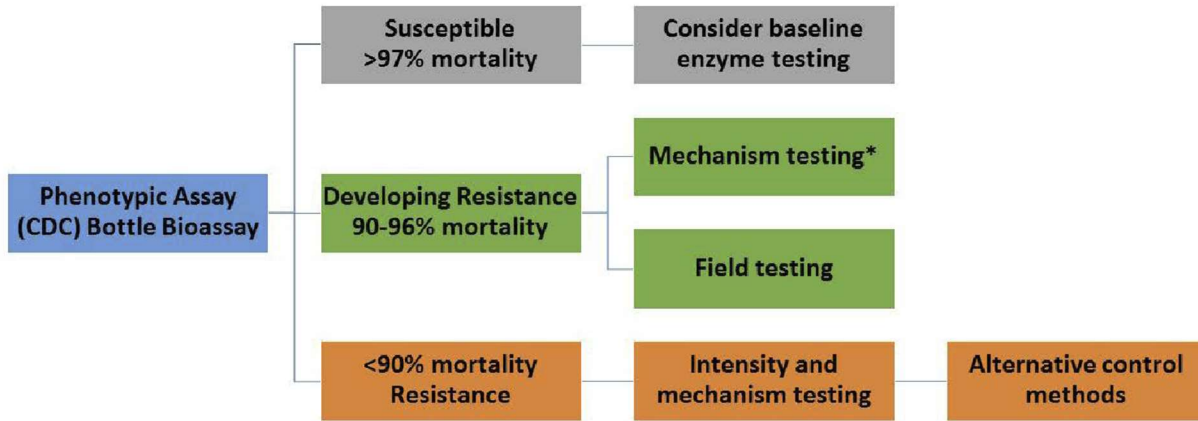 Susceptible
>97% mortality
Consider baseline
enzyme testing
Mechanism testing*
Phenotypic Assay
(CDC) Bottle Bioassay
Developing Resistance
90-96% mortality
Field testing
<90% mortality
Resistance
Intensity and
mechanism testing
Alternative control
methods